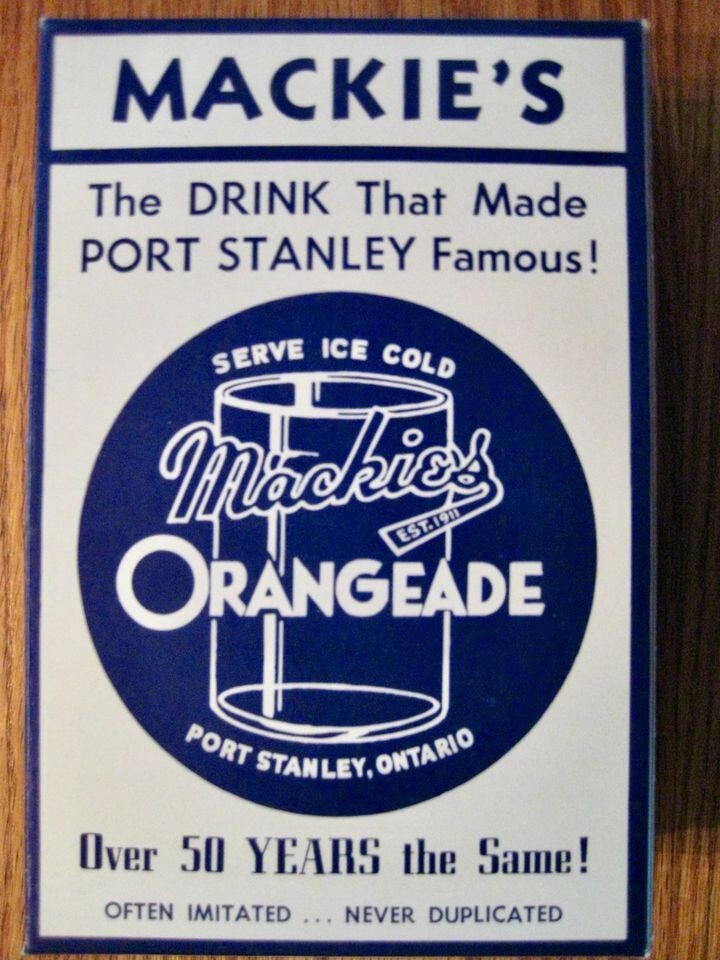 MACKIE'S
The DRINK That Made
PORT STANLEY Famous!
SERVE ICE COLD
Mackie's
EST. 1911
ORANGEADE
PORT STANLEY, ONTARIO
Over 50 YEARS the Same!
OFTEN IMITATED ... NEVER DUPLICATED